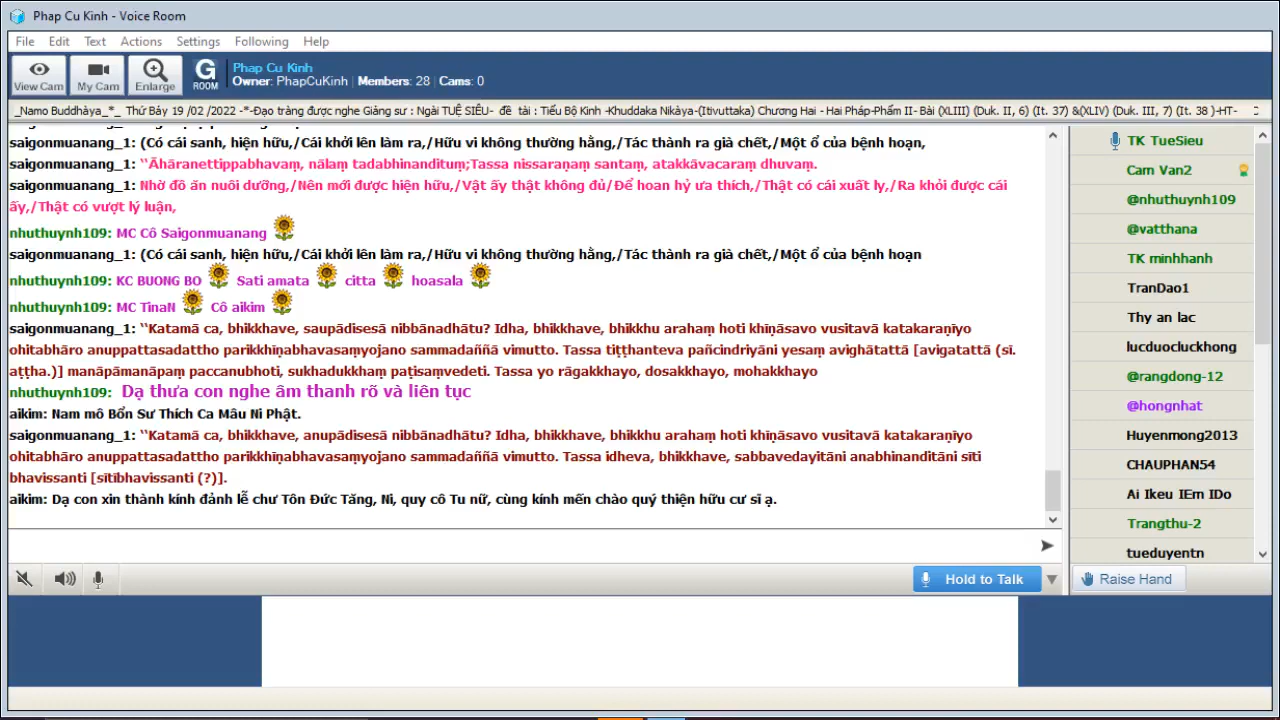 Phap Cu Kinh - Voice Room
File Edit Text Actions Settings Following Help
View Cam My Cam Enlarge G ROOM
Phap Cu Kinh
Owner: PhapCuKinh | Members: 28 | Cams: 0
_Namo Buddhàya_*_ Thứ Bảy 19 /02 /2022 -*-Đạo tràng được nghe Giảng sư : Ngài TUỆ SIÊU- đề tài : Tiểu Bộ Kinh -Khuddaka Nikàya-(Itivuttaka) Chương Hai - Hai Pháp-Phẩm II- Bài (XLIII) (Duk. II, 6) (It. 37) &(XLIV) (Duk. III, 7) (It. 38 )-HT-
saigonmuanang_1: (Có cái sanh, hiện hữu,/Cái khởi lên làm ra,/Hữu vi không thường hằng,/Tác thành ra già chết,/Một ổ của bệnh hoạn,
saigonmuanang_1: ‘‘Āhāranettippabhavaṃ, nālaṃ tadabhinandituṃ;Tassa nissaraṇaṃ santaṃ, atakkāvacaraṃ dhuvaṃ.
saigonmuanang_1: Nhờ đồ ăn nuôi dưỡng,/Nên mới được hiện hữu,/Vật ấy thật không đủ/Để hoan hỷ ưa thích,/Thật có cái xuất ly,/Ra khỏi được cái
ấy,/Thật có vượt lý luận,
nhuthuynh109: MC Cô Saigonmuanang
saigonmuanang_1: (Có cái sanh, hiện hữu,/Cái khởi lên làm ra,/Hữu vi không thường hằng,/Tác thành ra già chết,/Một ổ của bệnh hoạn
nhuthuynh109: KC BUONG BO Sati amata citta hoasala
nhuthuynh109: MC TinaN Cô aikim
saigonmuanang_1: ‘‘Katamā ca, bhikkhave, saupādisesā nibbānadhātu? Idha, bhikkhave, bhikkhu arahaṃ hoti khīṇāsavo vusitavā katakaraṇīyo
ohitabhāro anuppattasadattho parikkhīṇabhavasaṃyojano sammadaññā vimutto. Tassa tiṭṭhanteva pañcindriyāni yesaṃ avighātattā [avigatattā (sī.
aṭṭha.)] manāpāmanāpaṃ paccanubhoti, sukhadukkhaṃ paṭisaṃvedeti. Tassa yo rāgakkhayo, dosakkhayo, mohakkhayo
nhuthuynh109: Dạ thưa con nghe âm thanh rõ và liên tục
aikim: Nam mô Bổn Sư Thích Ca Mâu Ni Phật.
saigonmuanang_1: ‘‘Katamā ca, bhikkhave, anupādisesā nibbānadhātu? Idha, bhikkhave, bhikkhu arahaṃ hoti khīṇāsavo vusitavā katakaraṇīyo
ohitabhāro anuppattasadattho parikkhīṇabhavasaṃyojano sammadaññā vimutto. Tassa idheva, bhikkhave, sabbavedayitāni anabhinanditāni sīti
bhavissanti [sītībhavissanti (?)].
aikim: Dạ con xin thành kính đảnh lễ chư Tôn Đức Tăng, Ni, quy cô Tu nữ, cùng kính mến chào quý thiện hữu cư sĩ ạ.
TK TueSieu
Cam Van2
@nhuthuynh109
@vatthana
TK minhhanh
TranDao1
Thy an lac
lucduocluckhong
@rangdong-12
@hongnhat
Huyenmong2013
CHAUPHAN54
Ai Ikeu IEm IDo
Trangthu-2
tueduyentn
Hold to Talk
Raise Hand